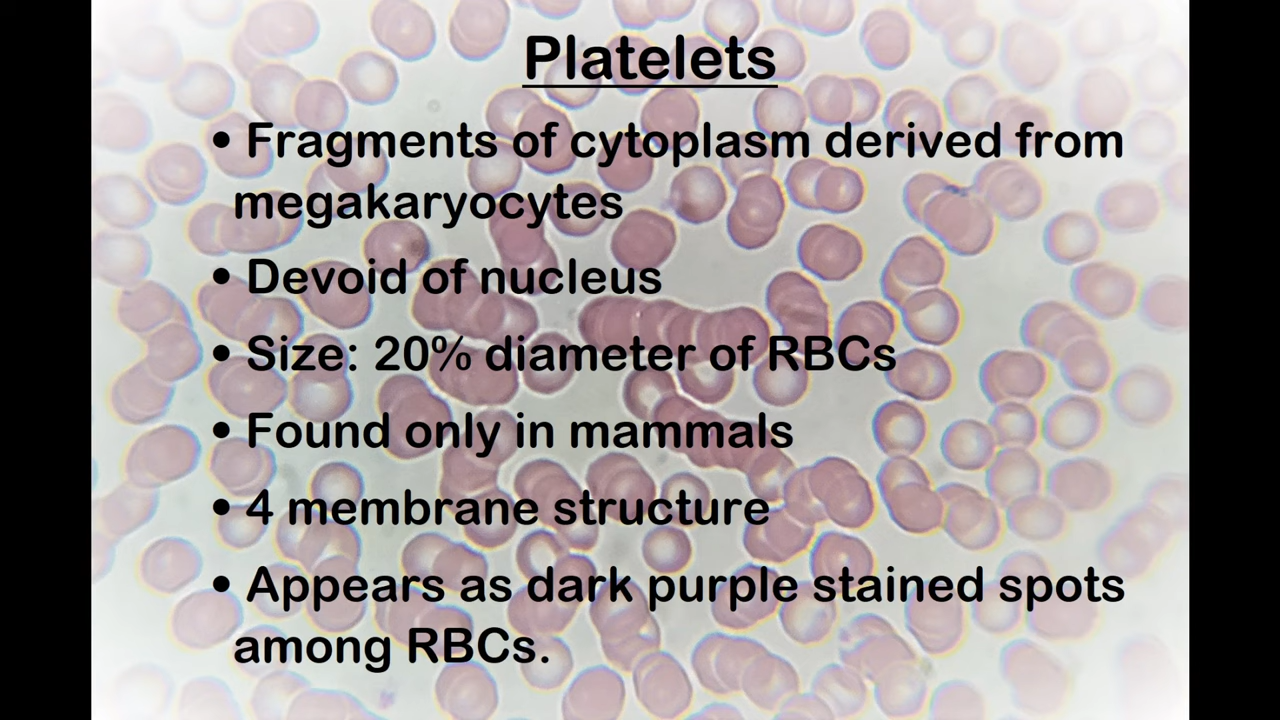 Platelets
• Fragments of cytoplasm derived from
megakaryocytes
• Devoid of nucleus
• Size: 20% diameter of RBCs
• Found only in mammals
• 4 membrane structure
• Appears as dark purple stained spots
among RBCs.